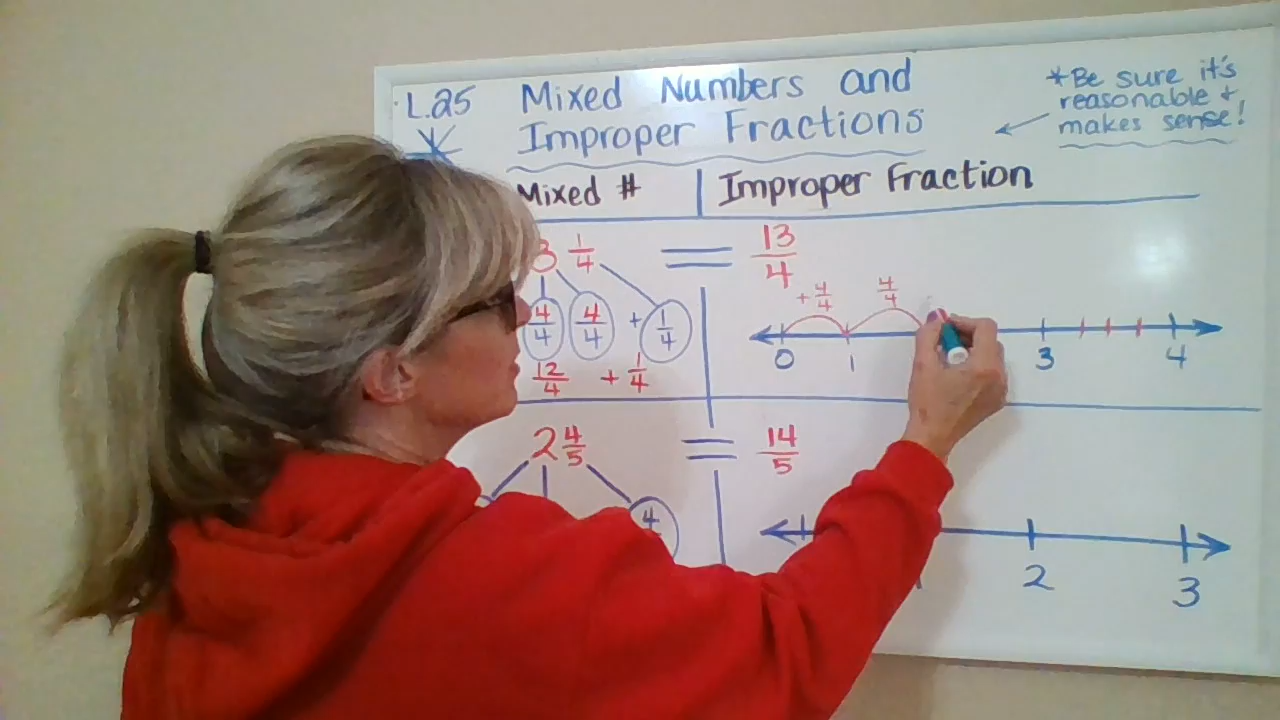 L.25 Mixed Numbers and
Improper Fractions
*Be sure it's
reasonable +
makes sense!
Mixed # Improper Fraction
3 1/4 = 13/4
4/4 4/4 + 1/4
12/4 + 1/4
+ 4/4 4/4
0 1 3 4
2 4/5 = 14/5
4
2 3